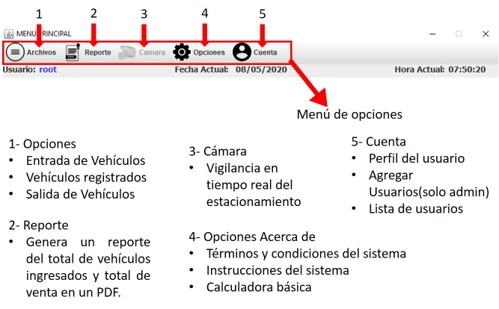 1 2 3 4 5
MENU PRINCIPAL
Archivos Reporte Camara Opciones Cuenta
Usuario: root Fecha Actual: 08/05/2020 Hora Actual: 07:50:20
Menú de opciones
1- Opciones
• Entrada de Vehículos
• Vehículos registrados
• Salida de Vehículos
2- Reporte
• Genera un reporte
del total de vehículos
ingresados y total de
venta en un PDF.
3- Cámara
• Vigilancia en
tiempo real del
estacionamiento
4- Opciones Acerca de
• Términos y condiciones del sistema
• Instrucciones del sistema
• Calculadora básica
5- Cuenta
• Perfil del usuario
• Agregar
Usuarios(solo admin)
• Lista de usuarios